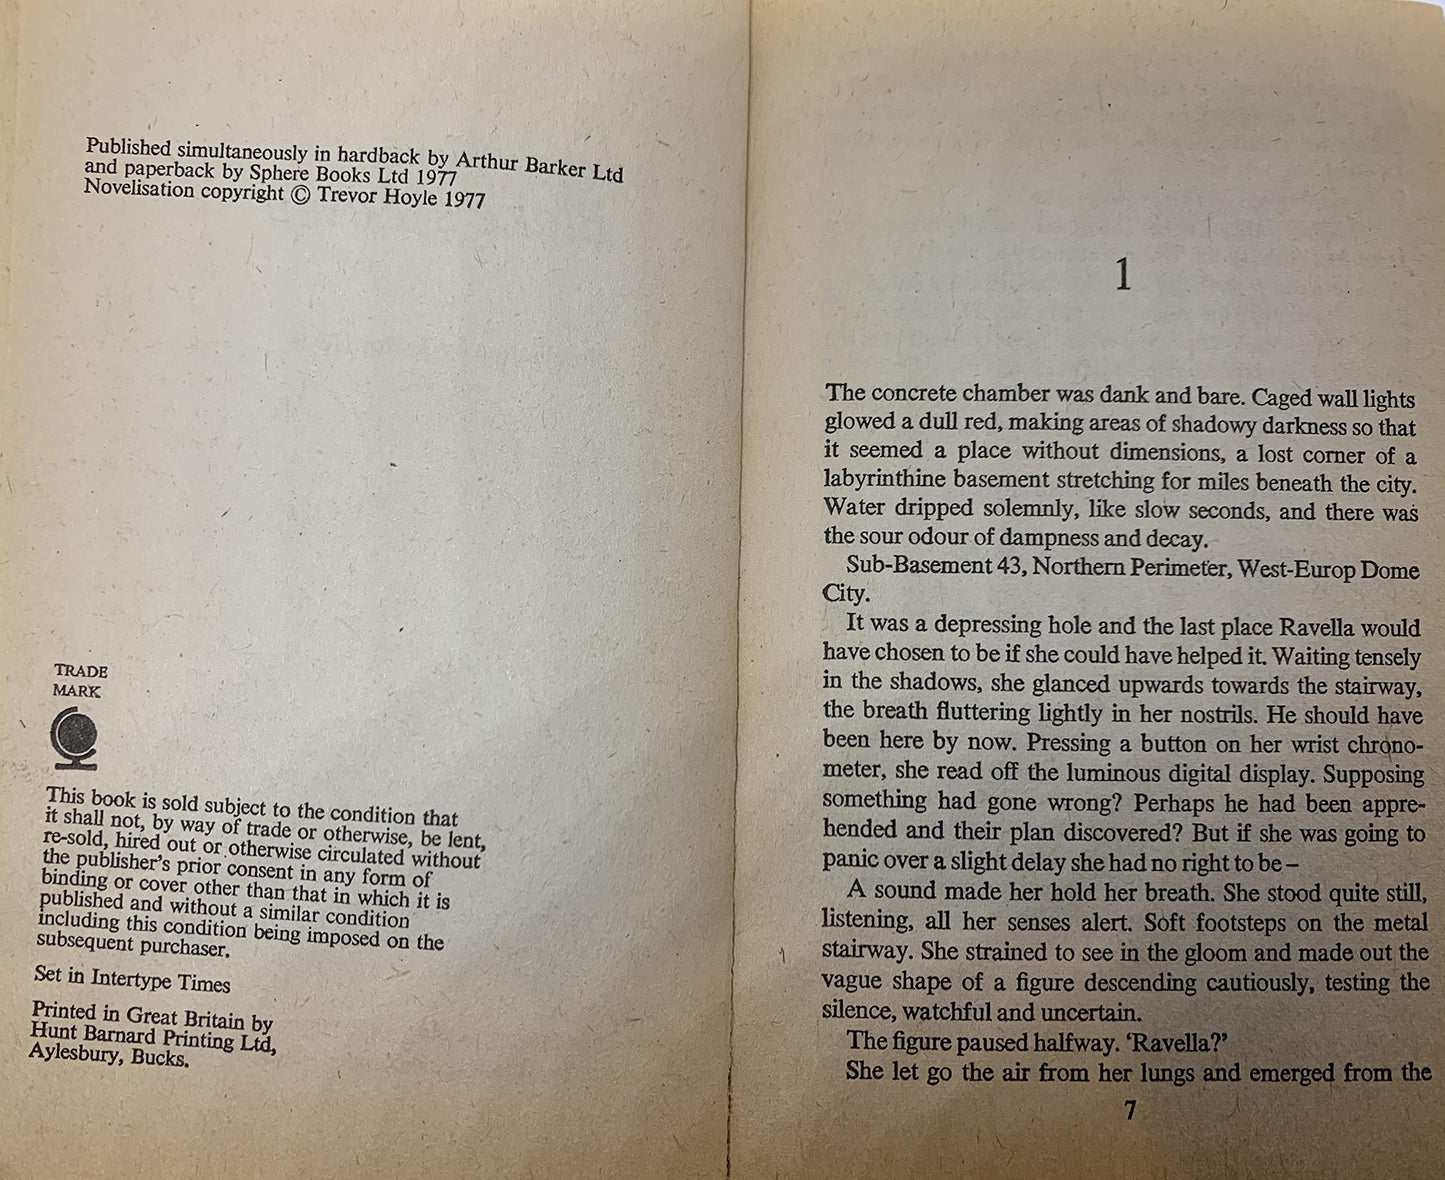 Published simultaneously in hardback by Arthur Barker Ltd
and paperback by Sphere Books Ltd 1977
Novelisation copyright © Trevor Hoyle 1977
TRADE
MARK
This book is sold subject to the condition that
it shall not, by way of trade or otherwise, be lent,
re-sold, hired out or otherwise circulated without
the publisher's prior consent in any form of
binding or cover other than that in which it is
published and without a similar condition
including this condition being imposed on the
subsequent purchaser.
Set in Intertype Times
Printed in Great Britain by
Hunt Barnard Printing Ltd,
Aylesbury, Bucks.
1
The concrete chamber was dank and bare. Caged wall lights
glowed a dull red, making areas of shadowy darkness so that
it seemed a place without dimensions, a lost corner of a
labyrinthine basement stretching for miles beneath the city.
Water dripped solemnly, like slow seconds, and there was
the sour odour of dampness and decay.
Sub-Basement 43, Northern Perimeter, West-Europ Dome
City.
It was a depressing hole and the last place Ravella would
have chosen to be if she could have helped it. Waiting tensely
in the shadows, she glanced upwards towards the stairway,
the breath fluttering lightly in her nostrils. He should have
been here by now. Pressing a button on her wrist chrono-
meter, she read off the luminous digital display. Supposing
something had gone wrong? Perhaps he had been appre-
hended and their plan discovered? But if she was going to
panic over a slight delay she had no right to be –
A sound made her hold her breath. She stood quite still,
listening, all her senses alert. Soft footsteps on the metal
stairway. She strained to see in the gloom and made out the
vague shape of a figure descending cautiously, testing the
silence, watchful and uncertain.
The figure paused halfway. 'Ravella?'
She let go the air from her lungs and emerged from the
7